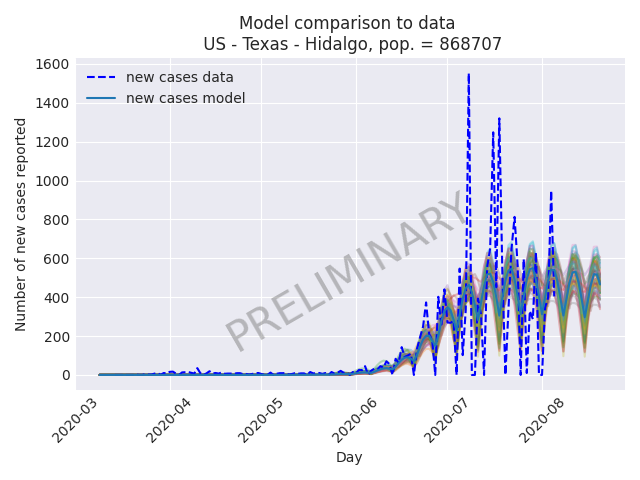 Model comparison to data
US - Texas - Hidalgo, pop. = 868707
new cases data
new cases model
Number of new cases reported
1600
1400
1200
1000
800
600
400
200
0
PRELIMINARY
2020-03
2020-04
2020-05
2020-06
2020-07
2020-08
Day